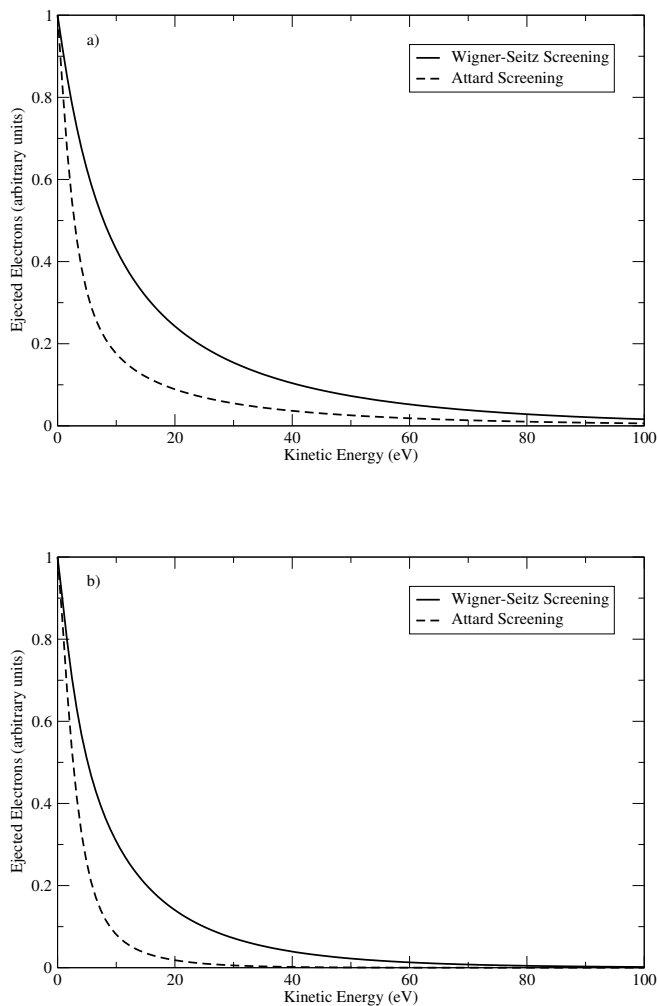 a)
Wigner-Seitz Screening
Attard Screening
Ejected Electrons (arbitrary units)
1
0.8
0.6
0.4
0.2
0
0 20 40 60 80 100
Kinetic Energy (eV)
b)
Wigner-Seitz Screening
Attard Screening
Ejected Electrons (arbitrary units)
1
0.8
0.6
0.4
0.2
0
0 20 40 60 80 100
Kinetic Energy (eV)